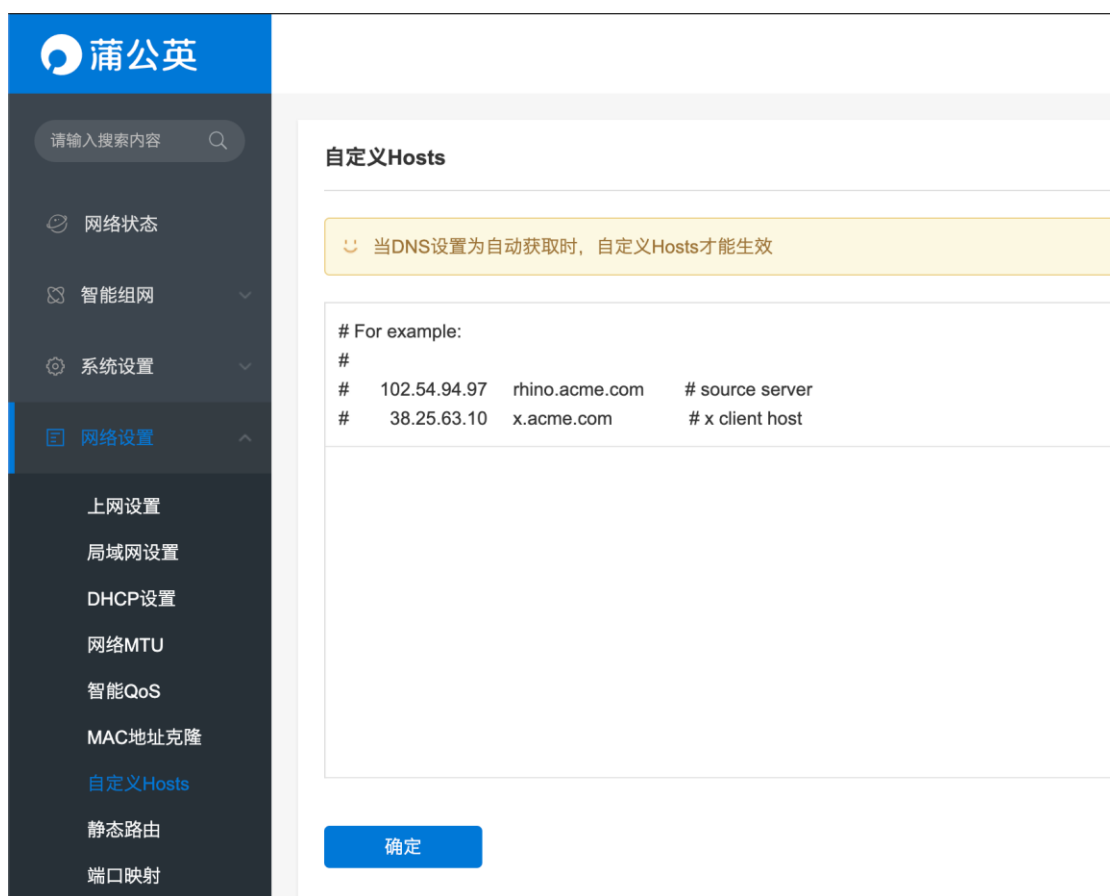 蒲公英
请输入搜索内容
网络状态
智能组网
系统设置
网络设置
上网设置
局域网设置
DHCP设置
网络MTU
智能QoS
MAC地址克隆
自定义Hosts
静态路由
端口映射
自定义Hosts
当DNS设置为自动获取时，自定义Hosts才能生效
# For example:
#
# 102.54.94.97 rhino.acme.com # source server
# 38.25.63.10 x.acme.com # x client host
确定